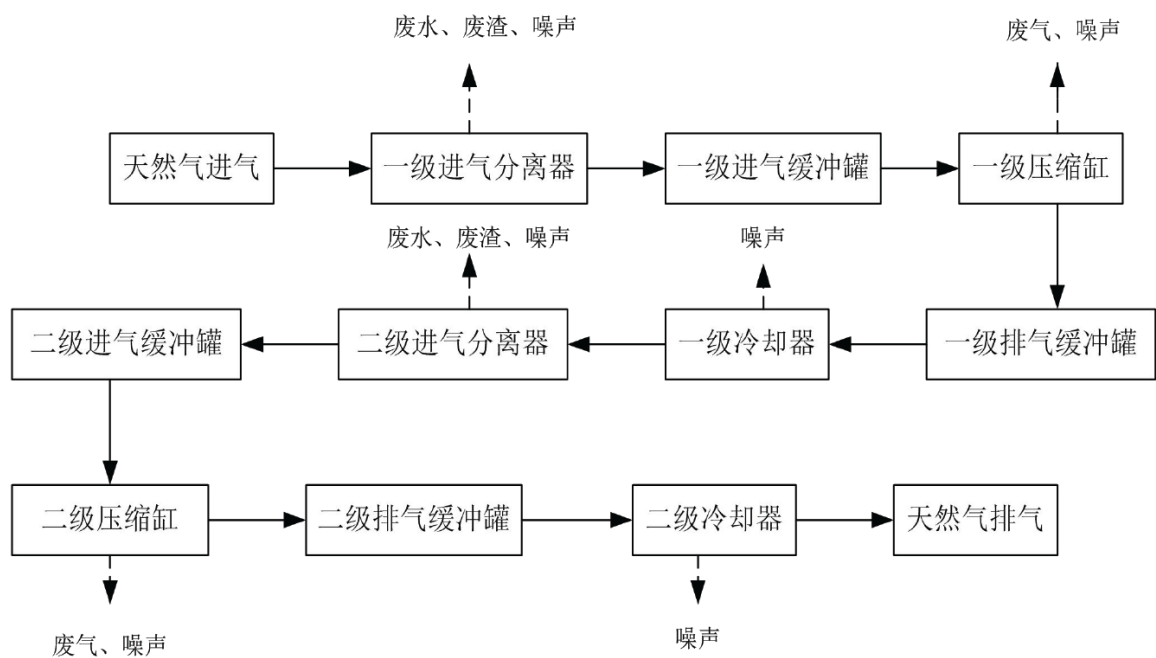 废水、废渣、噪声
废气、噪声
天然气进气
一级进气分离器
一级进气缓冲罐
一级压缩缸
废水、废渣、噪声
噪声
二级进气缓冲罐
二级进气分离器
一级冷却器
一级排气缓冲罐
二级压缩缸
二级排气缓冲罐
二级冷却器
天然气排气
废气、噪声
噪声